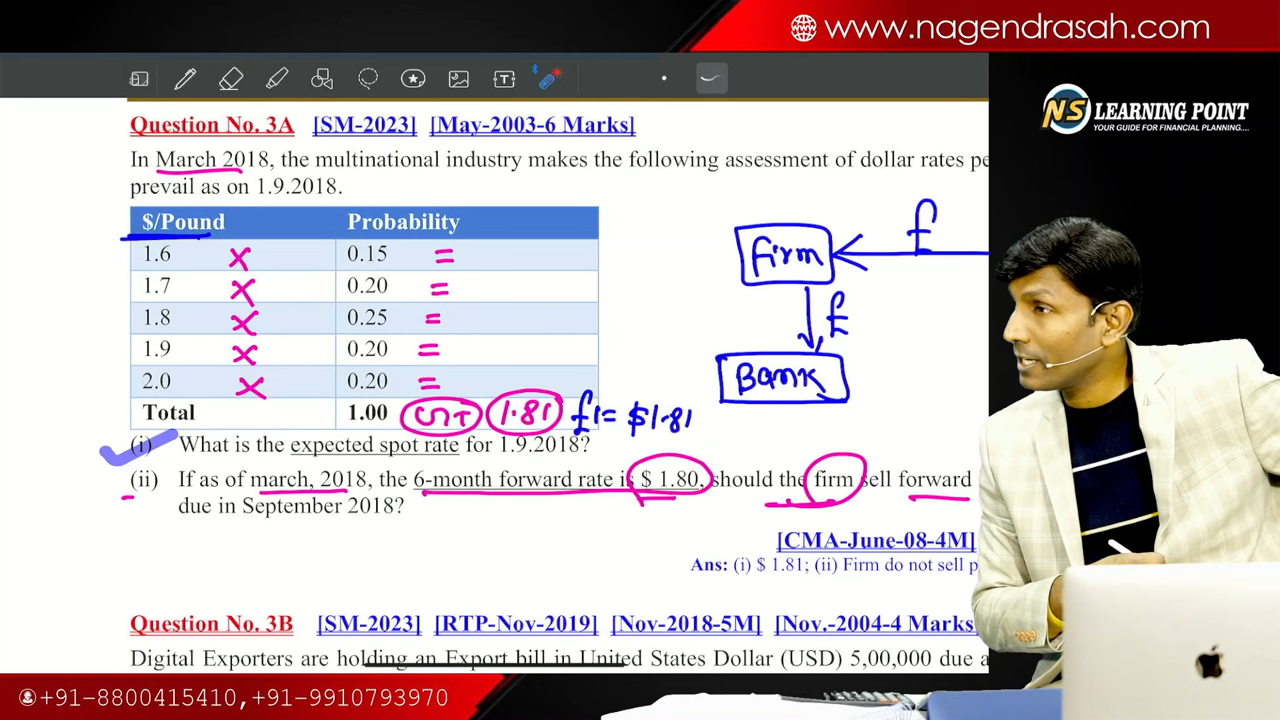 www.nagendrasah.com
NS LEARNING POINT
YOUR GUIDE FOR FINANCIAL PLANNING....
Question No. 3A [SM-2023] [May-2003-6 Marks]
In March 2018, the multinational industry makes the following assessment of dollar rates pe
prevail as on 1.9.2018.
$/Pound Probability
1.6 × 0.15 =
1.7 × 0.20 =
1.8 × 0.25 =
1.9 × 0.20 =
2.0 × 0.20 =
Total 1.00 1.81 £1 = $1.81
£
Firm
£
Bank
(i) What is the expected spot rate for 1.9.2018?
(ii) If as of march, 2018, the 6-month forward rate is $ 1.80, should the firm sell forward
due in September 2018?
[CMA-June-08-4M]
Ans: (i) $ 1.81; (ii) Firm do not sell p
Question No. 3B [SM-2023] [RTP-Nov-2019] [Nov-2018-5M] [Nov.-2004-4 Marks]
Digital Exporters are holding an Export bill in United States Dollar (USD) 5,00,000 due a
+91-8800415410,+91-9910793970